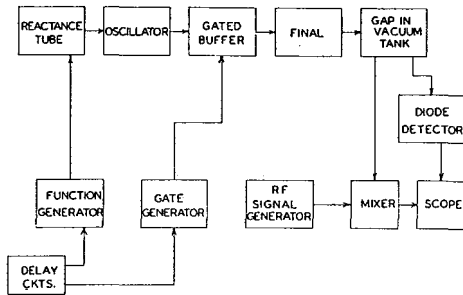 REACTANCE
TUBE
OSCILLATOR
GATED
BUFFER
FINAL
GAP IN
VACUUM
TANK
DIODE
DETECTOR
FUNCTION
GENERATOR
GATE
GENERATOR
RF
SIGNAL
GENERATOR
MIXER
SCOPE
DELAY
CKTS.